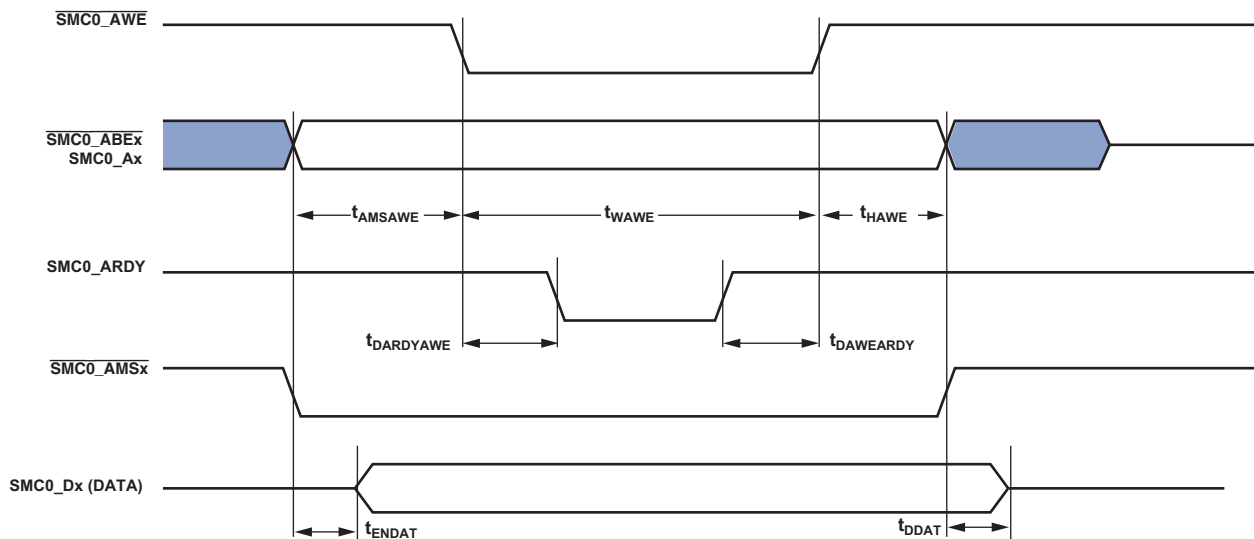 SMC0_AWE
SMC0_ABEx
SMC0_Ax
tAMSAWE
tWAWE
tHAWE
SMC0_ARDY
tDARDYAWE
tDAWEARDY
SMC0_AMSx
SMC0_Dx (DATA)
tENDAT
tDDAT